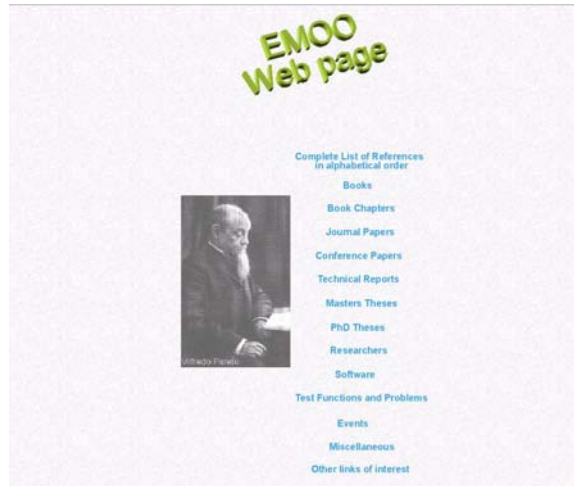 EMOO
Web page
Complete List of References
in alphabetical order
Books
Book Chapters
Journal Papers
Conference Papers
Technical Reports
Masters Theses
PhD Theses
Researchers
Vilfredo Pareto
Software
Test Functions and Problems
Events
Miscellaneous
Other links of interest